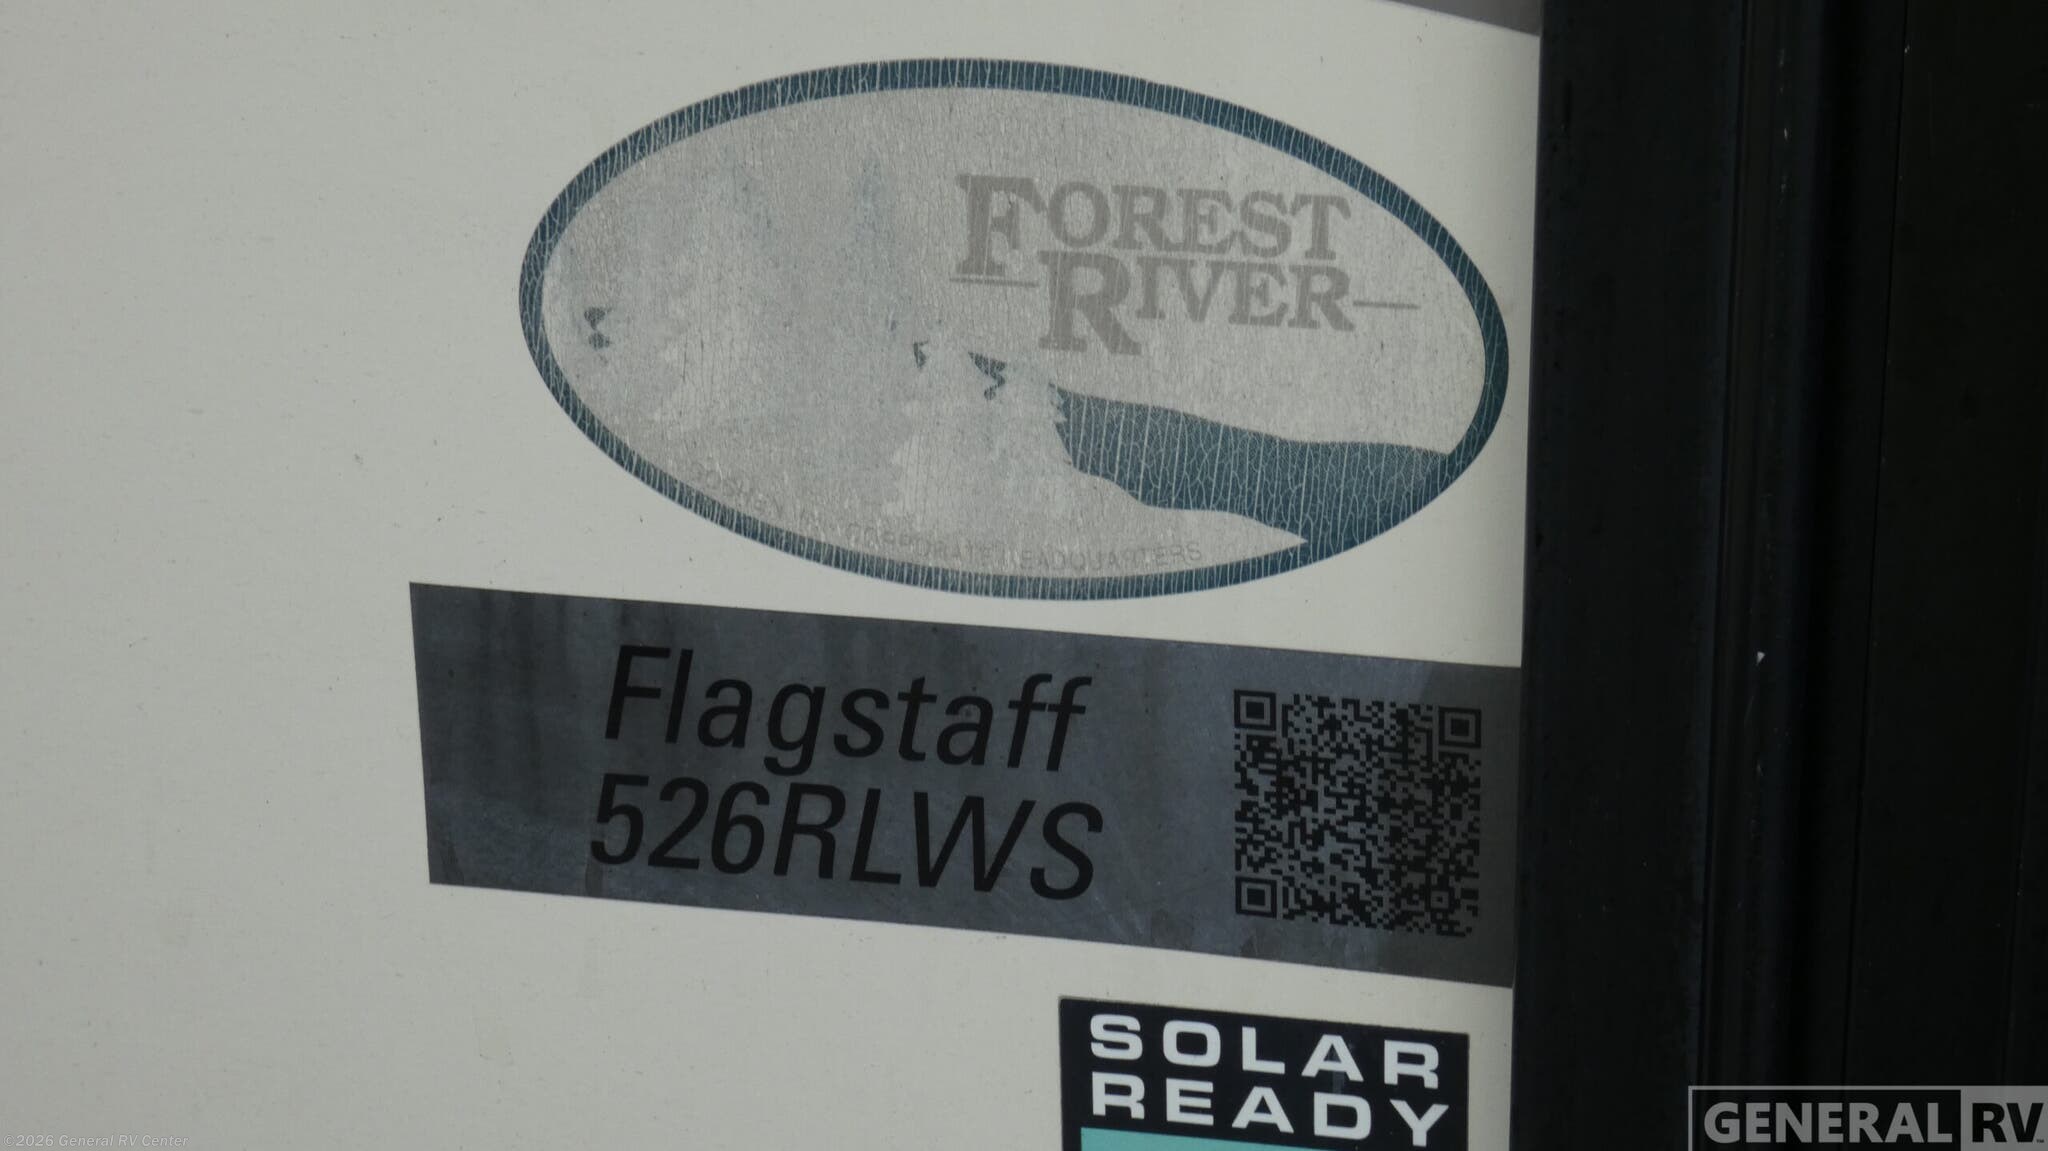 FOREST
RIVER
CORPORATE HEADQUARTERS
Flagstaff
526RLWS
SOLAR
READY
GENERAL RV
©2026 General RV Center